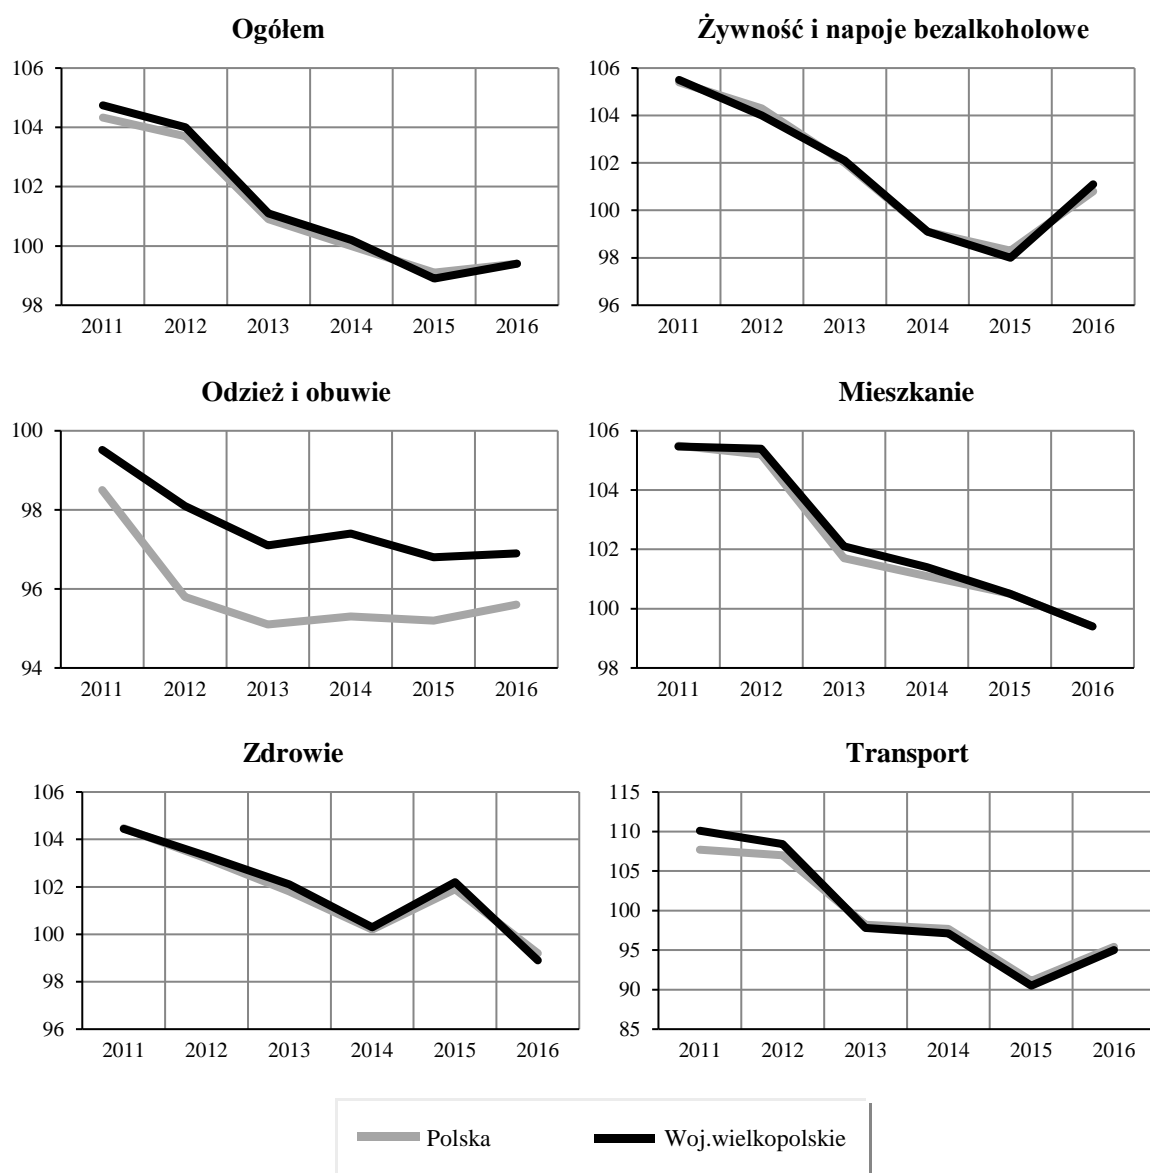 Ogółem
106
104
102
100
98
2011 2012 2013 2014 2015 2016
Żywność i napoje bezalkoholowe
106
104
102
100
98
96
2011 2012 2013 2014 2015 2016
Odzież i obuwie
100
98
96
94
2011 2012 2013 2014 2015 2016
Mieszkanie
106
104
102
100
98
2011 2012 2013 2014 2015 2016
Zdrowie
106
104
102
100
98
96
2011 2012 2013 2014 2015 2016
Transport
115
110
105
100
95
90
85
2011 2012 2013 2014 2015 2016
Polska Woj.wielkopolskie